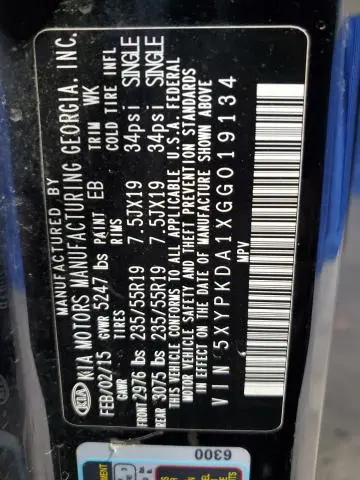 MANUFACTURED BY
KIA KIA MOTORS MANUFACTURING GEORGIA, INC.
FEB/02/15 PAINT EB TRIM WK
GVWR 5247 lbs
GAWR TIRES RIMS COLD TIRE INFL
FRONT 2976 lbs 235/55R19 7.5JX19 34psi SINGLE
REAR 3075 lbs 235/55R19 7.5JX19 34psi SINGLE
THIS VEHICLE CONFORMS TO ALL APPLICABLE U.S.A. FEDERAL
MOTOR VEHICLE SAFETY AND THEFT PREVENTION STANDARDS
IN EFFECT ON THE DATE OF MANUFACTURE SHOWN ABOVE.
VIN 5XYPKDA1XGG019134
MPV
6300